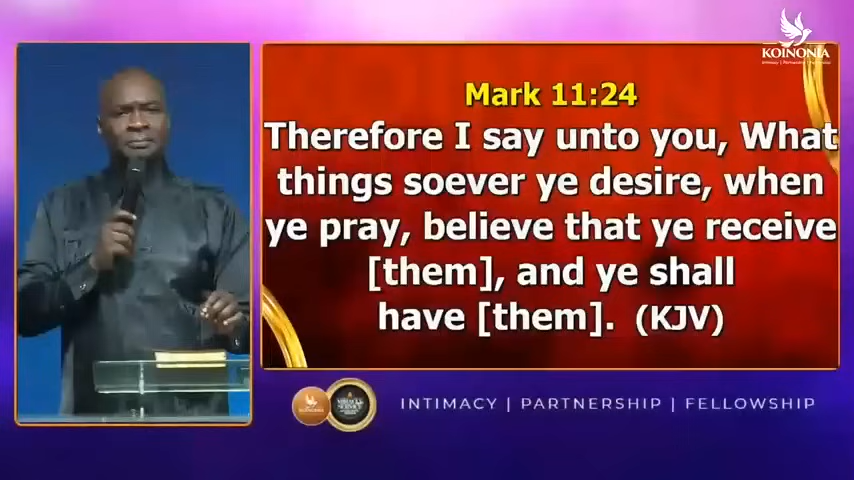 KOINONIA
Mark 11:24
Therefore I say unto you, What
things soever ye desire, when
ye pray, believe that ye receive
[them], and ye shall
have [them]. (KJV)
KOINONIA
INTIMACY | PARTNERSHIP | FELLOWSHIP